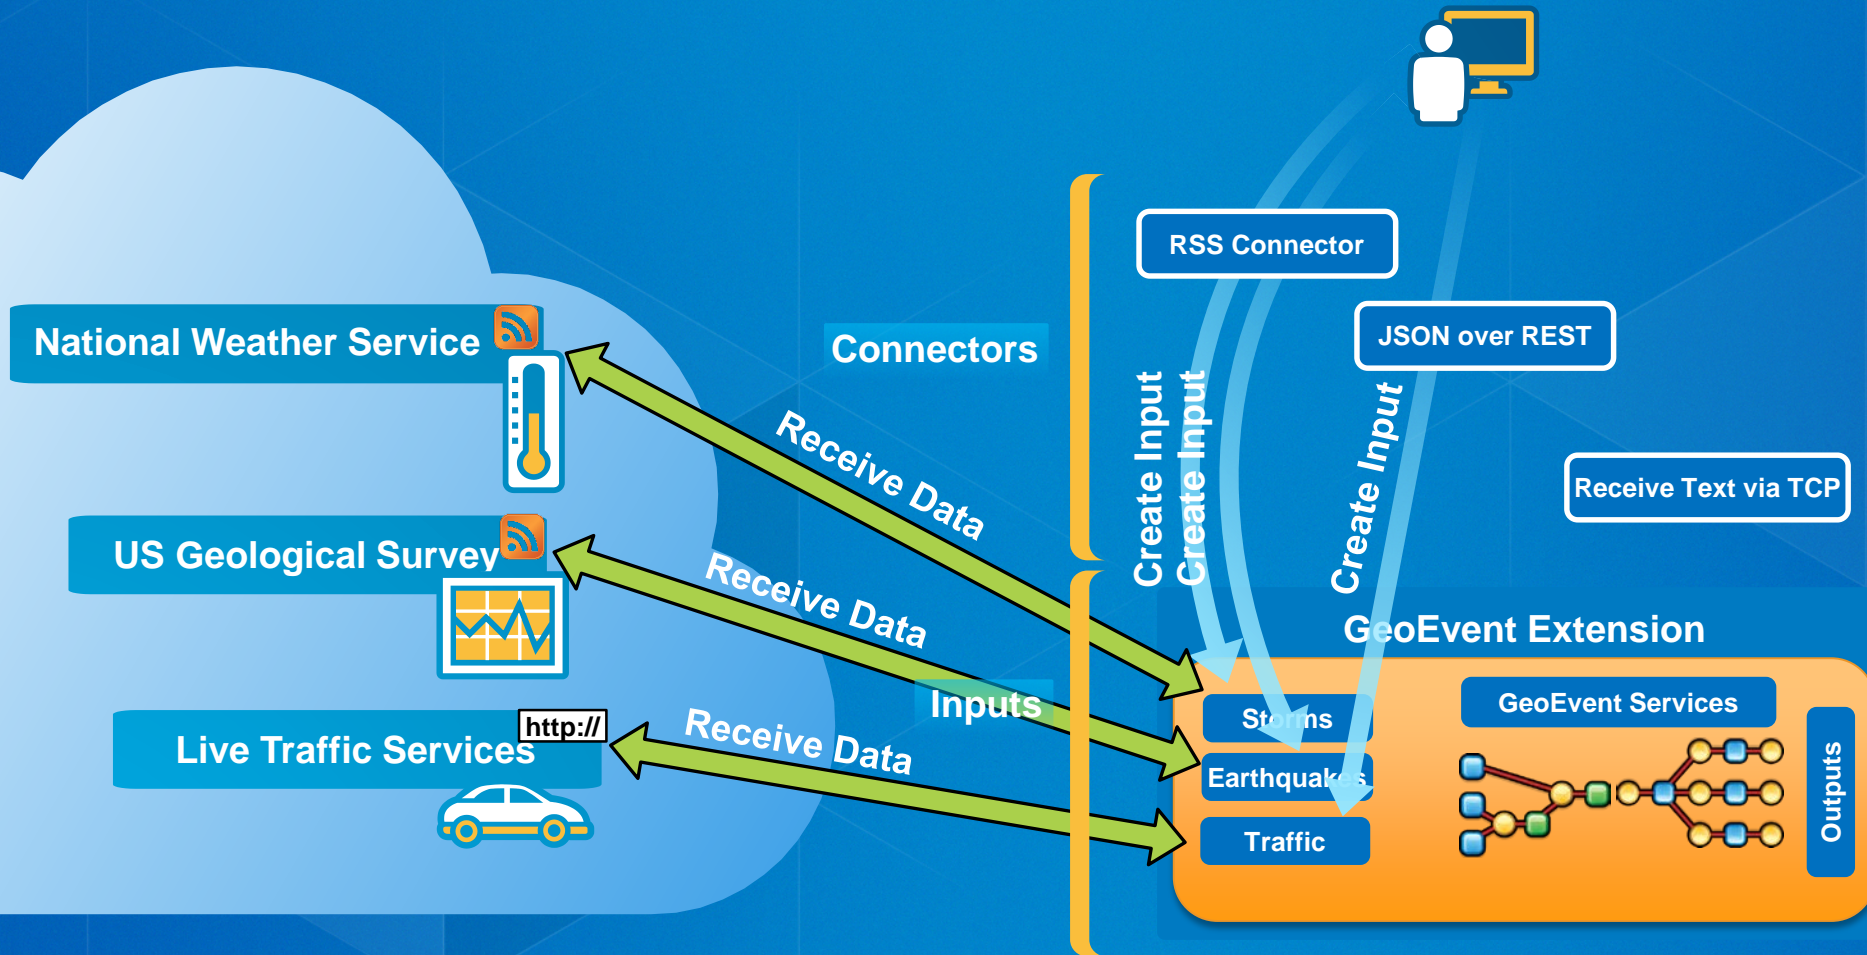 RSS Connector
National Weather Service
Connectors
JSON over REST
Receive Data
Create Input
Create Input
Create Input
Receive Text via TCP
US Geological Survey
Receive Data
GeoEvent Extension
Inputs
Storms
GeoEvent Services
http://
Live Traffic Services
Receive Data
Earthquakes
Outputs
Traffic